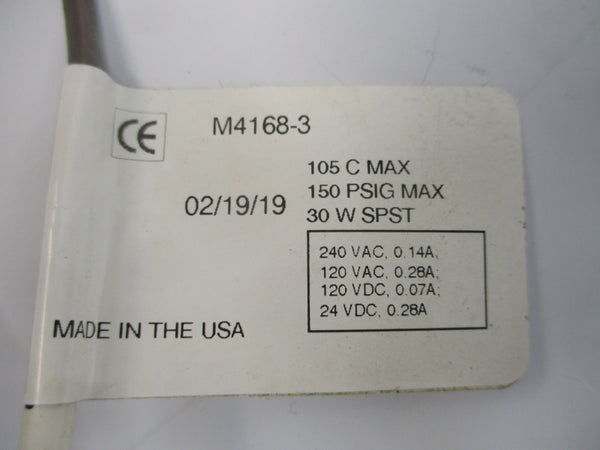 CE
M4168-3
105 C MAX
150 PSIG MAX
02/19/19
30 W SPST
240 VAC, 0.14A;
120 VAC, 0.28A;
120 VDC, 0.07A;
24 VDC, 0.28A
MADE IN THE USA